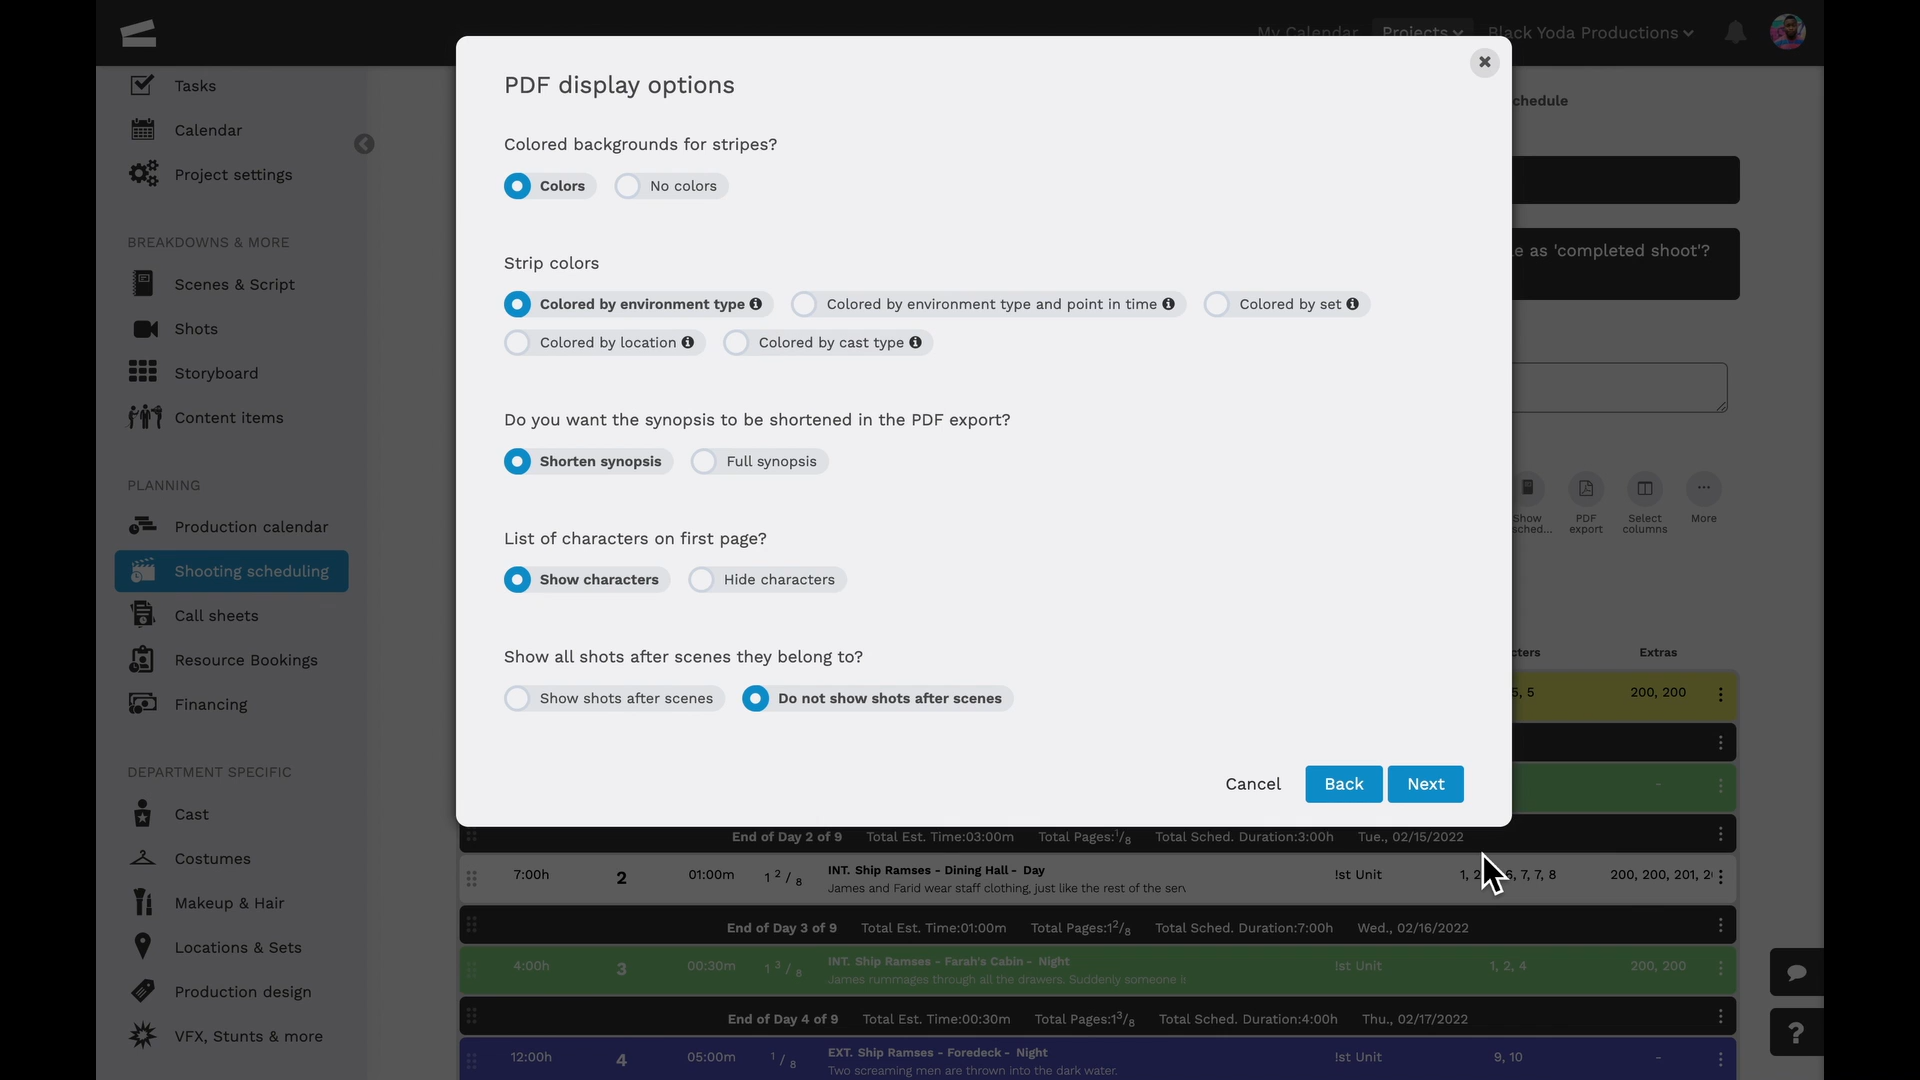 My Calendar Projects Black Yoda Productions
Tasks
Calendar
Project settings
BREAKDOWNS & MORE
Scenes & Script
Shots
Storyboard
Content items
PLANNING
Production calendar
Shooting scheduling
Call sheets
Resource Bookings
Financing
DEPARTMENT SPECIFIC
Cast
Costumes
Makeup & Hair
Locations & Sets
Production design
VFX, Stunts & more
PDF display options
Colored backgrounds for stripes?
Colors No colors
Strip colors
Colored by environment type Colored by environment type and point in time Colored by set
Colored by location Colored by cast type
Do you want the synopsis to be shortened in the PDF export?
Shorten synopsis Full synopsis
List of characters on first page?
Show characters Hide characters
Show all shots after scenes they belong to?
Show shots after scenes Do not show shots after scenes
Cancel Back Next
chedule
e as 'completed shoot'?
Show sched... PDF export Select columns More
cters Extras
5, 5 200, 200
-
End of Day 2 of 9 Total Est. Time:03:00m Total Pages:1/8 Total Sched. Duration:3:00h Tue., 02/15/2022
7:00h 2 01:00m 1 2 / 8 INT. Ship Ramses - Dining Hall - Day !st Unit 200, 200, 201, 2
James and Farid wear staff clothing, just like the rest of the serv
End of Day 3 of 9 Total Est. Time:01:00m Total Pages:1 2/8 Total Sched. Duration:7:00h Wed., 02/16/2022
4:00h 3 00:30m 1 3 / 8 INT. Ship Ramses - Farah's Cabin - Night !st Unit 1, 2, 4 200, 200
James rummages through all the drawers. Suddenly someone is
End of Day 4 of 9 Total Est. Time:00:30m Total Pages:1 3/8 Total Sched. Duration:4:00h Thu., 02/17/2022
12:00h 4 05:00m 1 / 8 EXT. Ship Ramses - Foredeck - Night !st Unit 9, 10 -
Two screaming men are thrown into the dark water.